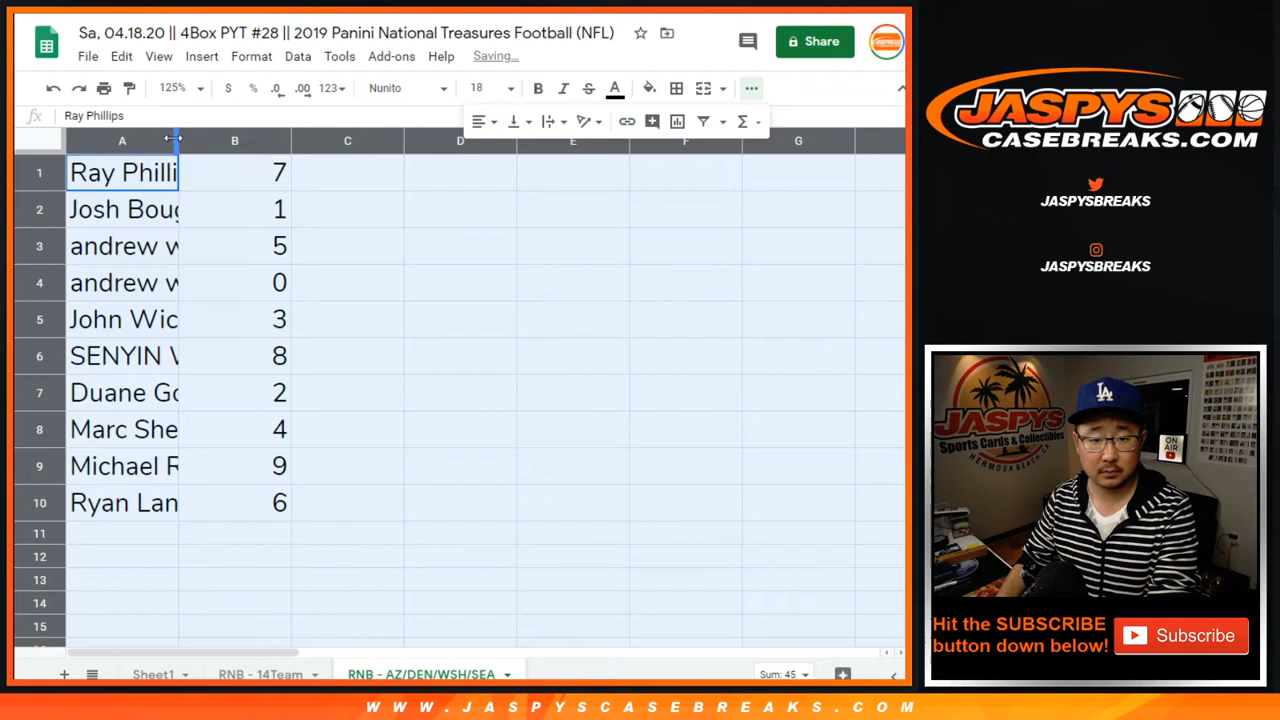 Sa, 04.18.20 || 4Box PYT #28 || 2019 Panini National Treasures Football (NFL)
Share
File Edit View Insert Format Data Tools Add-ons Help Saving...
125% $ % .0 .00 123 Nunito 18 B I S A
fx Ray Phillips
A B C D E F G
1 Ray Philli 7
2 Josh Boug 1
3 andrew w 5
4 andrew w 0
5 John Wic 3
6 SENYIN W 8
7 Duane Go 2
8 Marc She 4
9 Michael R 9
10 Ryan Lan 6
11
12
13
14
15
Sheet1 RNB - 14Team RNB - AZ/DEN/WSH/SEA Sum: 45
JASPYS
CASEBREAKS.COM
JASPYSBREAKS
JASPYSBREAKS
JASPYS
Sports Cards & Collectibles
HERMOSA BEACH, CA
LA
ON
AIR
Hit the SUBSCRIBE
button down below!
Subscribe
WWW.JASPYSCASEBREAKS.COM